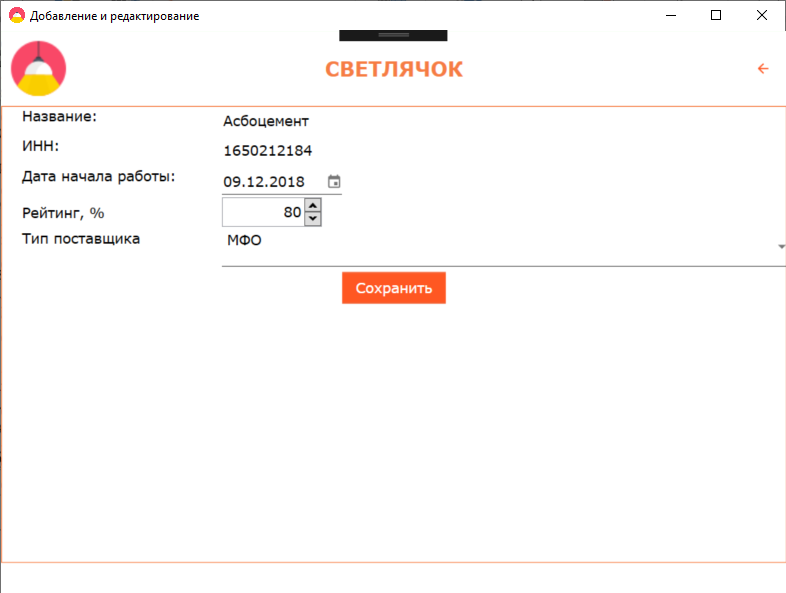 Добавление и редактирование
СВЕТЛЯЧОК
Название:
Асбоцемент
ИНН:
1650212184
Дата начала работы:
09.12.2018
Рейтинг, %
80
Тип поставщика
МФО
Сохранить